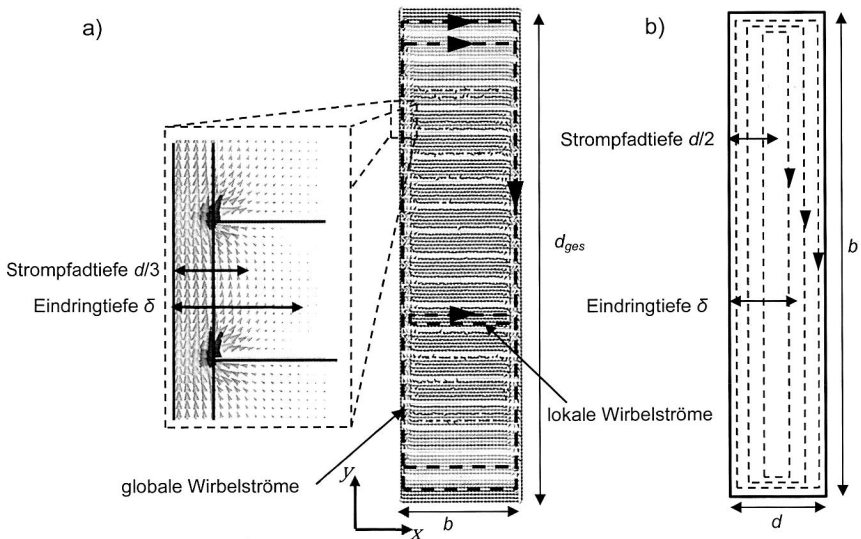 a)
b)
Strompfadtiefe d/2
Strompfadtiefe d/3
Eindringtiefe δ
Eindringtiefe δ
d_ges
b
lokale Wirbelströme
globale Wirbelströme
y
x
b
d